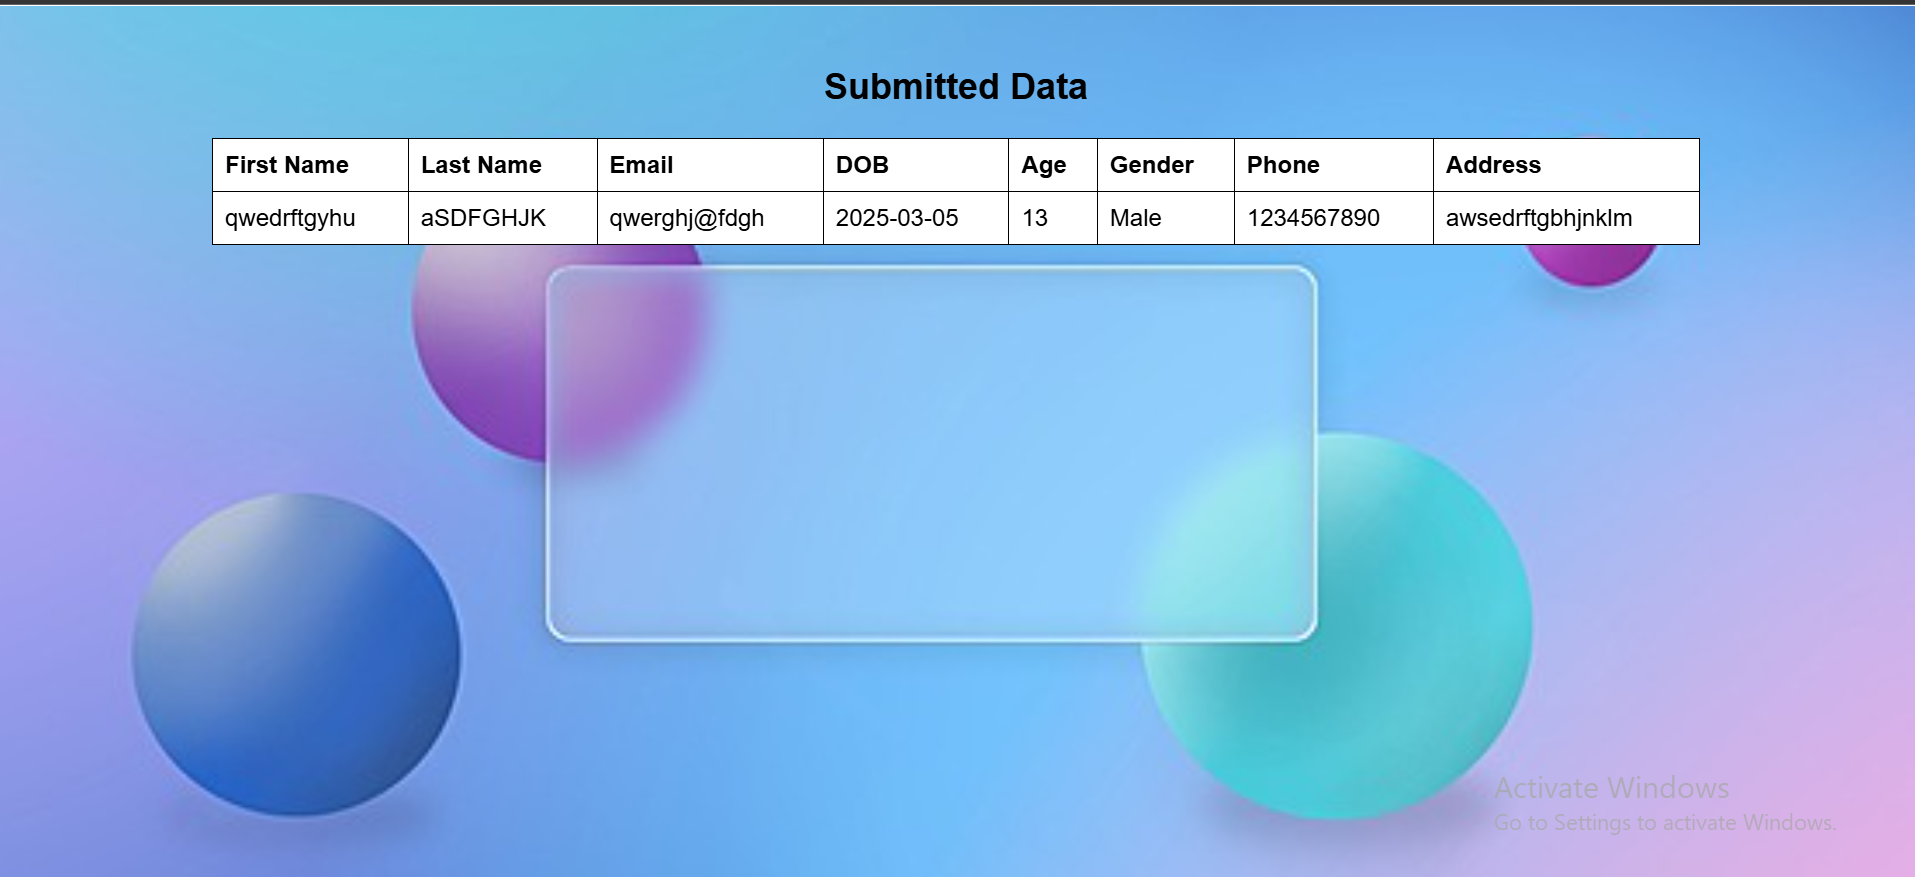 Submitted Data
First Name Last Name Email DOB Age Gender Phone Address
qwedrftgyhu aSDFGHJK qwerghj@fdgh 2025-03-05 13 Male 1234567890 awsedrftgbhjnklm
Activate Windows
Go to Settings to activate Windows.